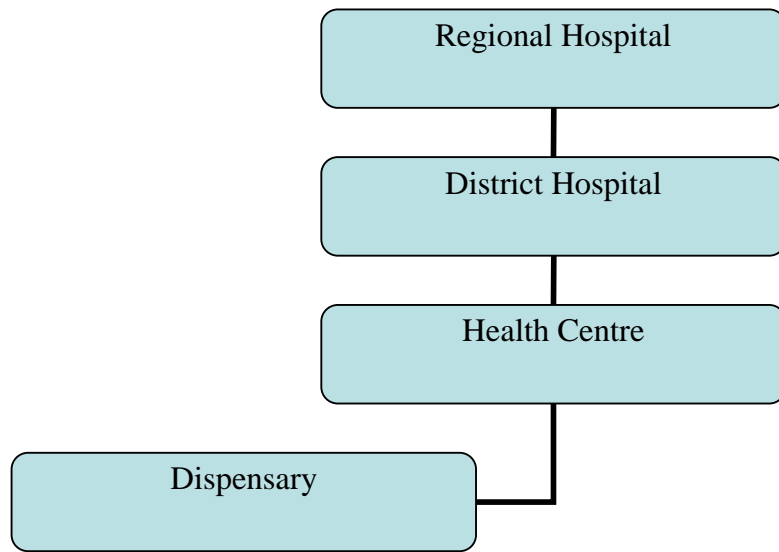 Regional Hospital
District Hospital
Health Centre
Dispensary